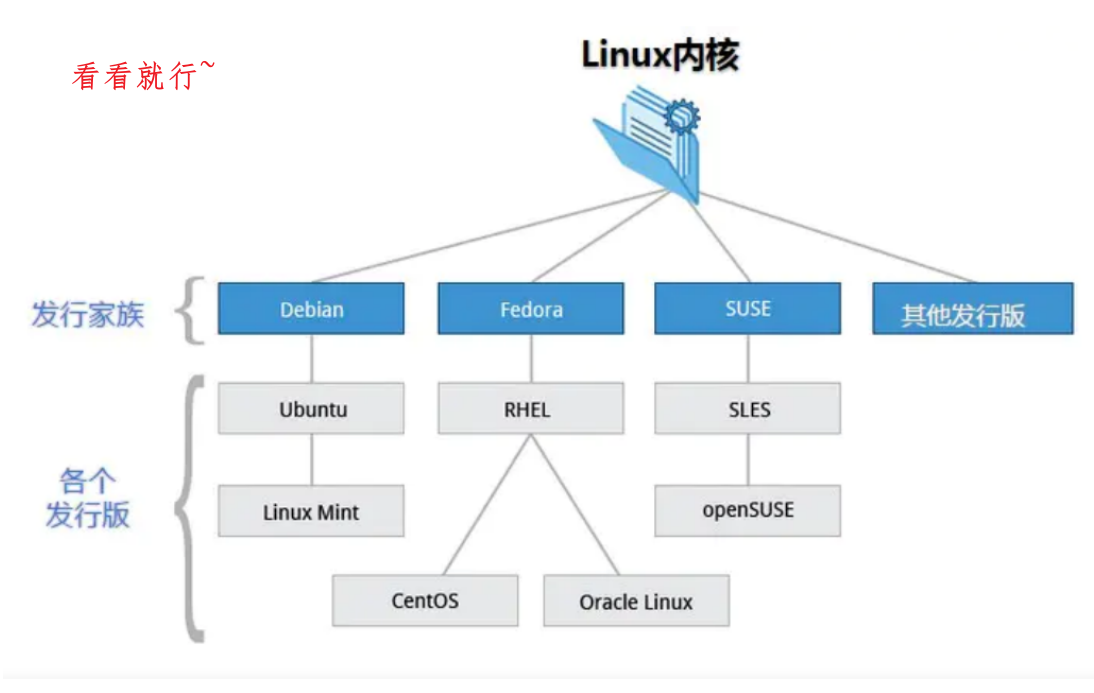 Linux内核
看看就行~
发行家族
Debian
Fedora
SUSE
其他发行版
Ubuntu
RHEL
SLES
各个
发行版
Linux Mint
openSUSE
CentOS
Oracle Linux